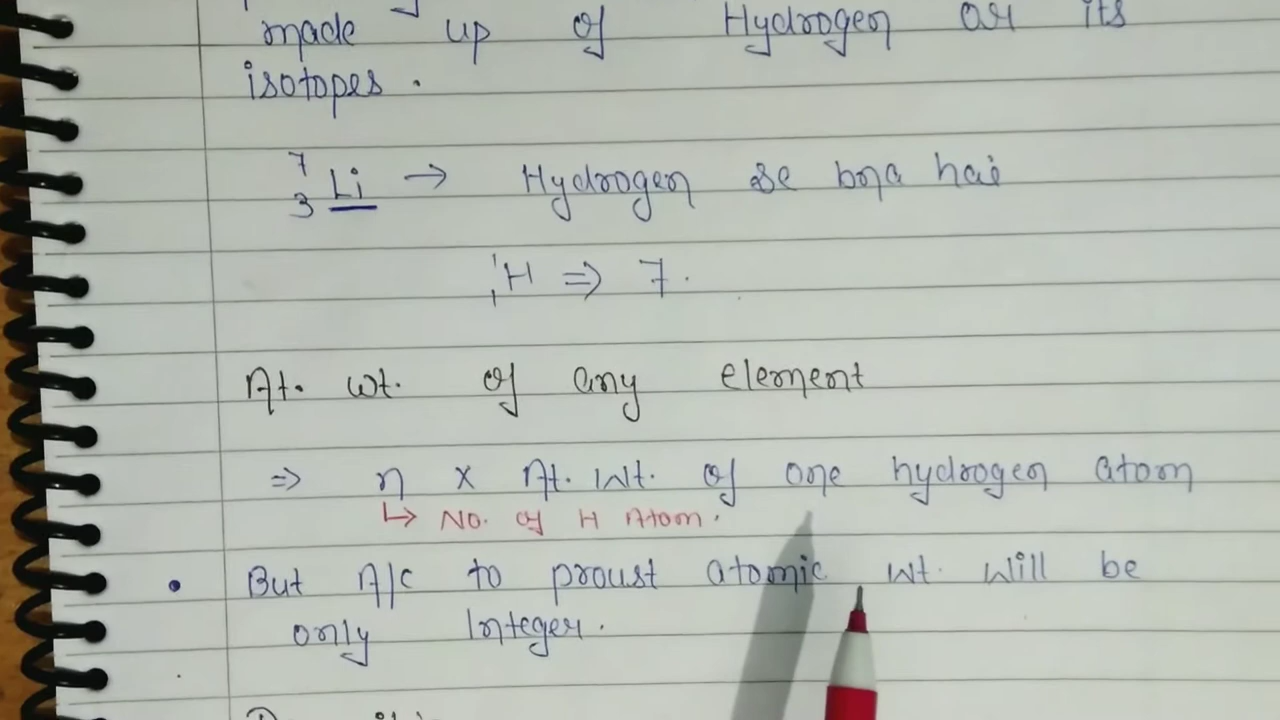 made up of Hydrogen or its
isotopes.
7
3 Li → Hydrogen se bna hai
1
1 H ⇒ 7.
At. wt. of any element
⇒ n x At. Wt. of one hydrogen atom
↳ No. of H Atom.
• But A/c to proust atomic wt. will be
only Integer.